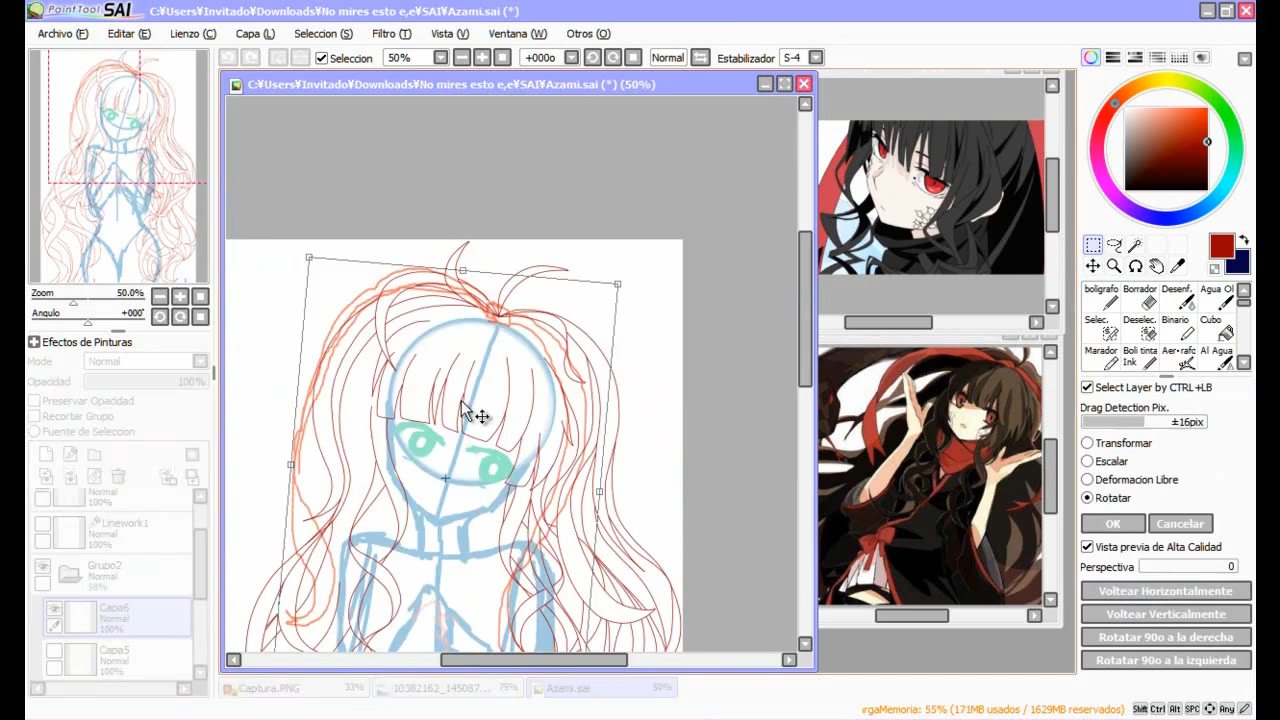 PaintTool SAI C:¥Users¥Invitado¥Downloads¥No mires esto e,e¥SAI¥Azami.sai (*)
Archivo (F) Editar (E) Lienzo (C) Capa (L) Seleccion (S) Filtro (T) Vista (V) Ventana (W) Otros (O)
Seleccion 50% +000° Normal Estabilizador S-4
C:¥Users¥Invitado¥Downloads¥No mires esto e,e¥SAI¥Azami.sai (*) (50%)
Zoom 50.0%
Angulo +000°
Efectos de Pinturas
Mode Normal
Opacidad 100%
Preservar Opacidad
Recortar Grupo
Fuente de Seleccion
Normal
100%
Linework1
Normal
100%
Grupo2
Normal
38%
Capa6
Normal
100%
Capa5
Normal
100%
boligrafo Borrador Desenf. Agua Ol
Selec. Deselec. Binario Cubo
Marador Boli tinta Aer-rafc Al Agua
Ink
Select Layer by CTRL+LB
Drag Detection Pix.
±16pix
Transformar
Escalar
Deformacion Libre
Rotatar
OK Cancelar
Vista previa de Alta Calidad
Perspectiva 0
Voltear Horizontalmente
Voltear Verticalmente
Rotatar 90o a la derecha
Rotatar 90o a la izquierda
Captura.PNG 33% 10382162_145087... 75% Azami.sai 50%
ırgaMemoria: 55% (171MB usados / 1629MB reservados) Shift Ctrl Alt SPC Any